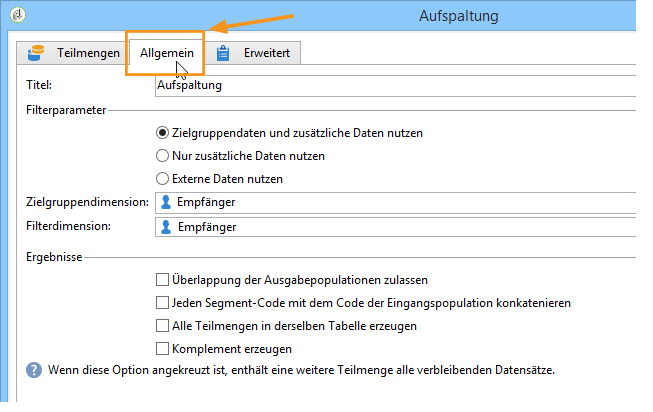 Aufspaltung
Teilmengen Allgemein Erweitert
Titel: Aufspaltung
Filterparameter
Zielgruppendaten und zusätzliche Daten nutzen
Nur zusätzliche Daten nutzen
Externe Daten nutzen
Zielgruppendimension: Empfänger
Filterdimension: Empfänger
Ergebnisse
Überlappung der Ausgabepopulationen zulassen
Jeden Segment-Code mit dem Code der Eingangspopulation konkatenieren
Alle Teilmengen in derselben Tabelle erzeugen
Komplement erzeugen
Wenn diese Option angekreuzt ist, enthält eine weitere Teilmenge alle verbleibenden Datensätze.